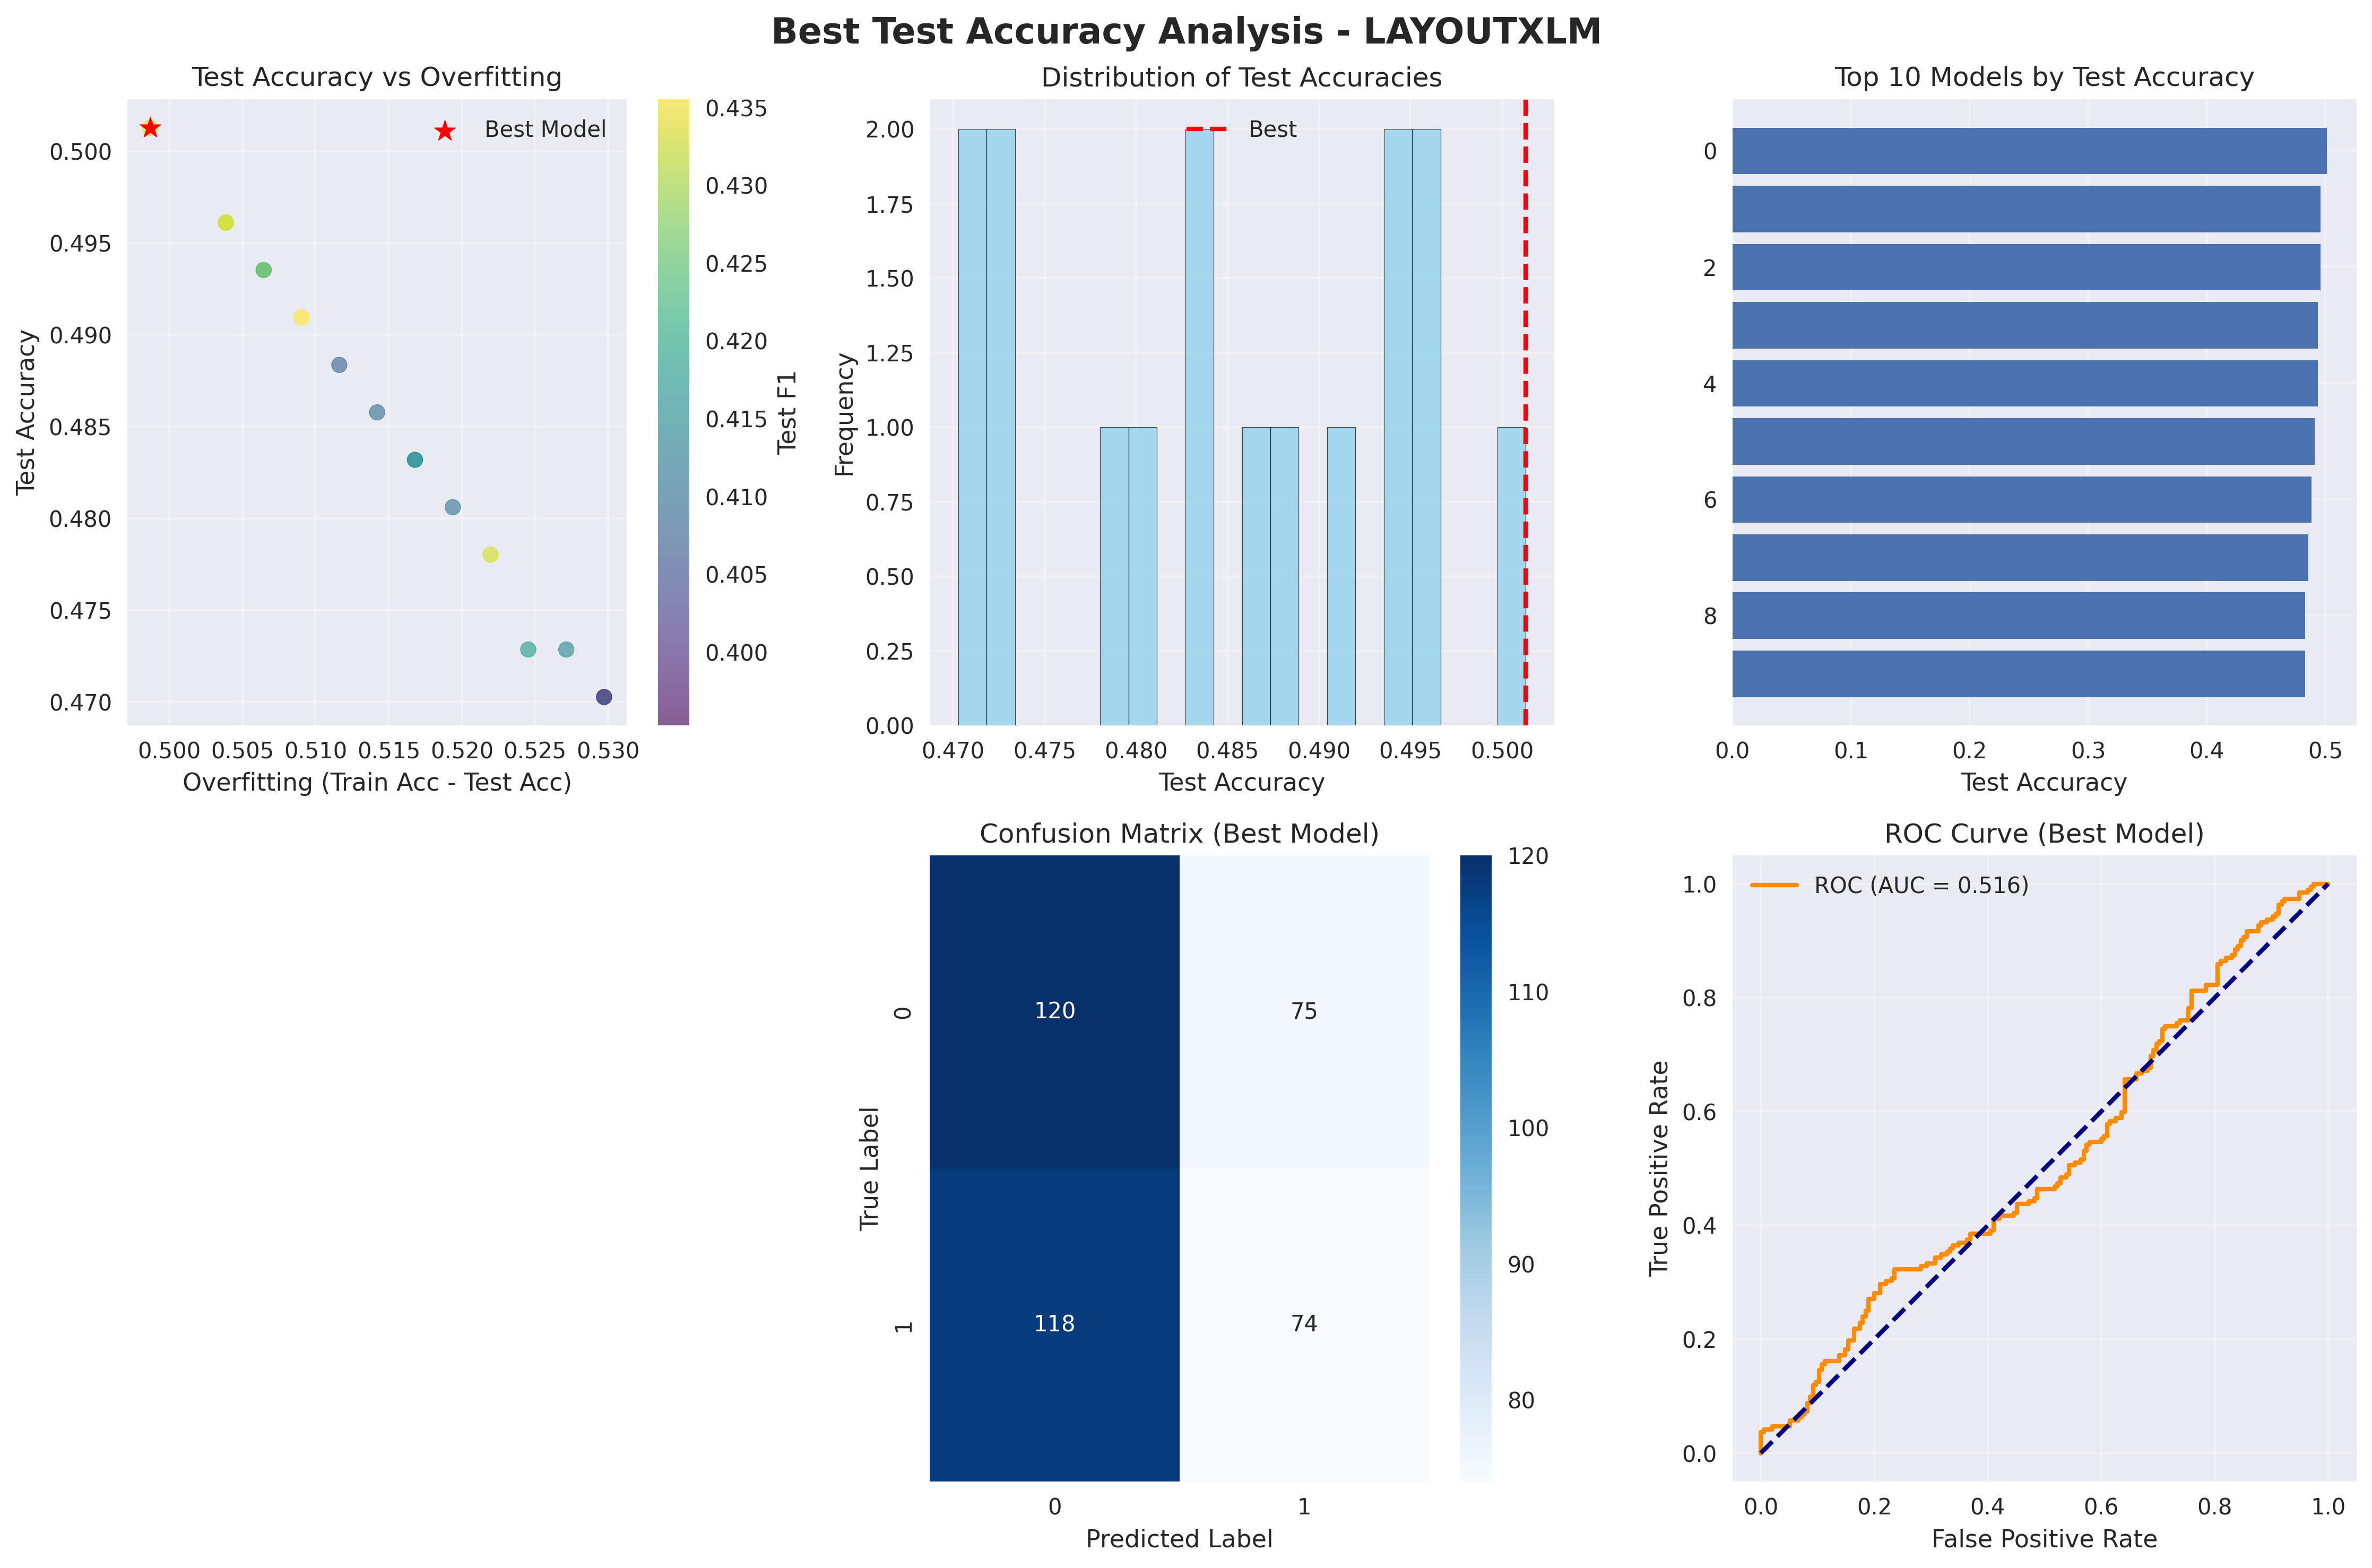 Best Test Accuracy Analysis - LAYOUTXLM
Test Accuracy vs Overfitting
Best Model
0.500
0.495
0.490
0.485
0.480
0.475
0.470
Test Accuracy
0.500 0.505 0.510 0.515 0.520 0.525 0.530
Overfitting (Train Acc - Test Acc)
0.435
0.430
0.425
0.420
0.415
0.410
0.405
0.400
Test F1
Distribution of Test Accuracies
Best
2.00
1.75
1.50
1.25
1.00
0.75
0.50
0.25
0.00
Frequency
0.470 0.475 0.480 0.485 0.490 0.495 0.500
Test Accuracy
Top 10 Models by Test Accuracy
0
2
4
6
8
0.0 0.1 0.2 0.3 0.4 0.5
Test Accuracy
Confusion Matrix (Best Model)
True Label
0
1
120 75
118 74
0 1
Predicted Label
120
110
100
90
80
ROC Curve (Best Model)
ROC (AUC = 0.516)
1.0
0.8
0.6
0.4
0.2
0.0
True Positive Rate
0.0 0.2 0.4 0.6 0.8 1.0
False Positive Rate